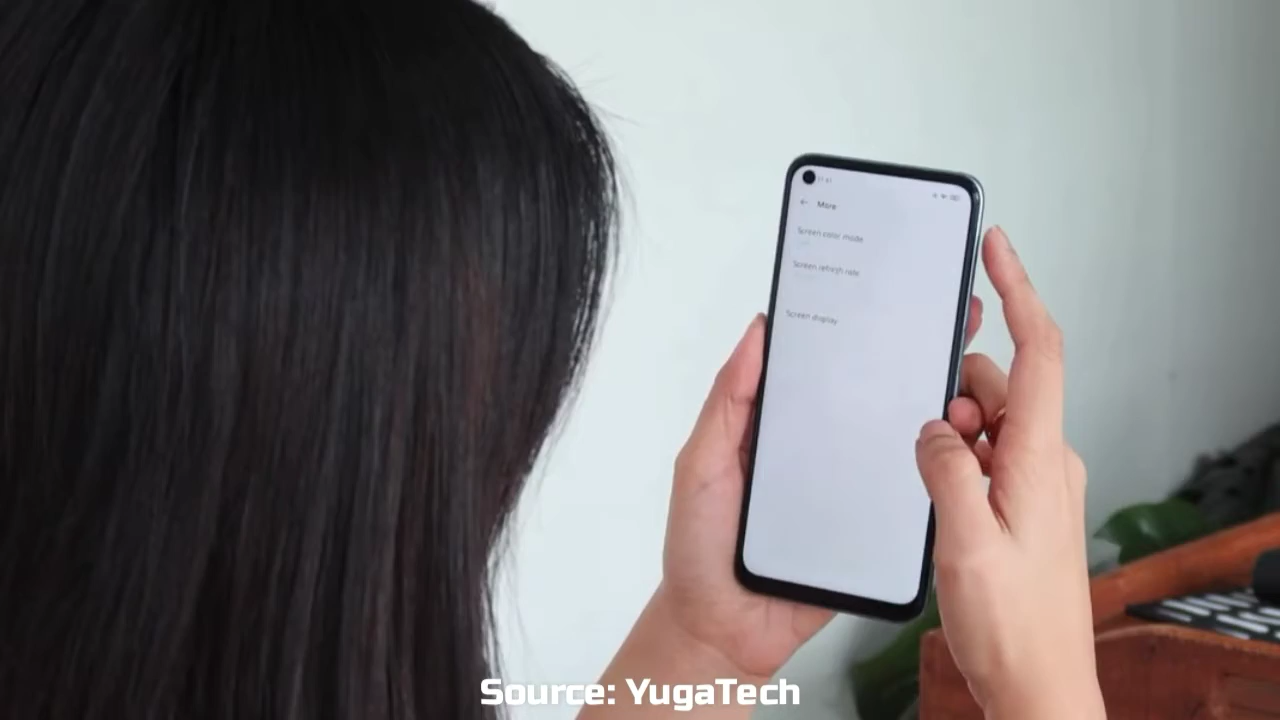 More
Screen color mode
Screen refresh rate
Screen display
Source: YugaTech